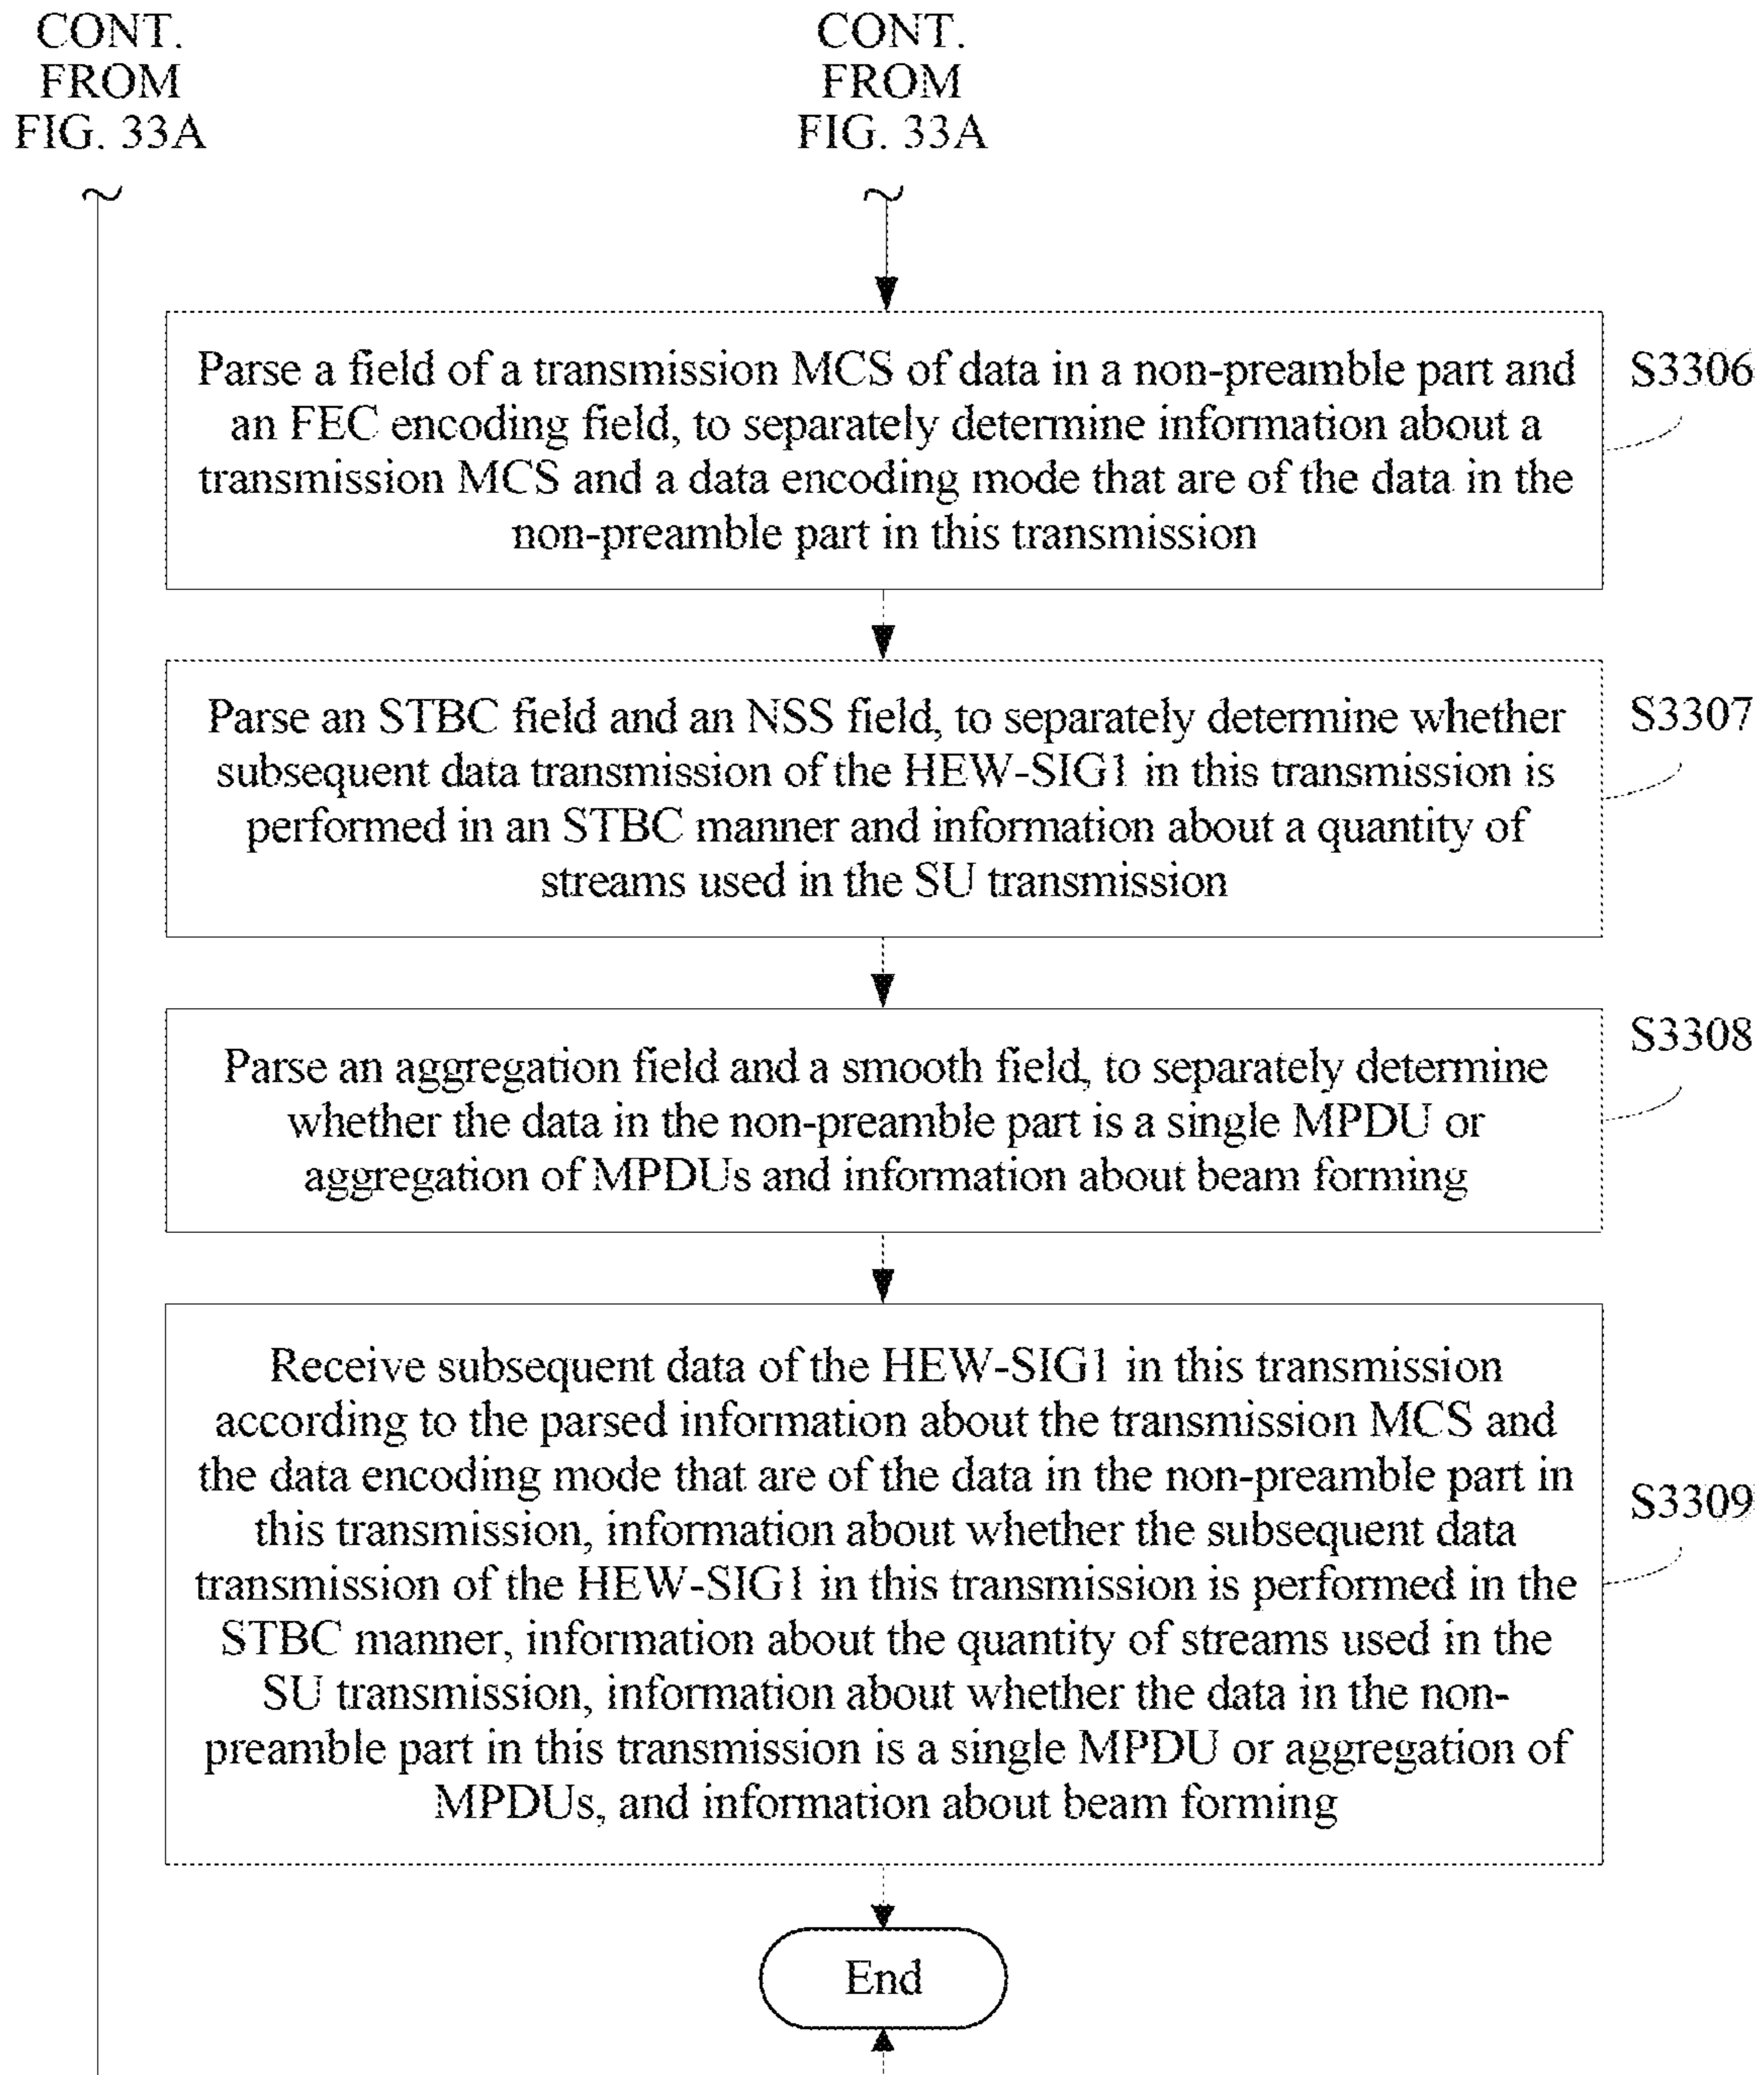 CONT.
FROM
FIG. 33A
CONT.
FROM
FIG. 33A
Parse a field of a transmission MCS of data in a non-preamble part and
an FEC encoding field, to separately determine information about a
transmission MCS and a data encoding mode that are of the data in the
non-preamble part in this transmission
S3306
Parse an STBC field and an NSS field, to separately determine whether
subsequent data transmission of the HEW-SIG1 in this transmission is
performed in an STBC manner and information about a quantity of
streams used in the SU transmission
S3307
Parse an aggregation field and a smooth field, to separately determine
whether the data in the non-preamble part is a single MPDU or
aggregation of MPDUs and information about beam forming
S3308
Receive subsequent data of the HEW-SIG1 in this transmission
according to the parsed information about the transmission MCS and
the data encoding mode that are of the data in the non-preamble part in
this transmission, information about whether the subsequent data
transmission of the HEW-SIG1 in this transmission is performed in the
STBC manner, information about the quantity of streams used in the
SU transmission, information about whether the data in the non-
preamble part in this transmission is a single MPDU or aggregation of
MPDUs, and information about beam forming
S3309
End